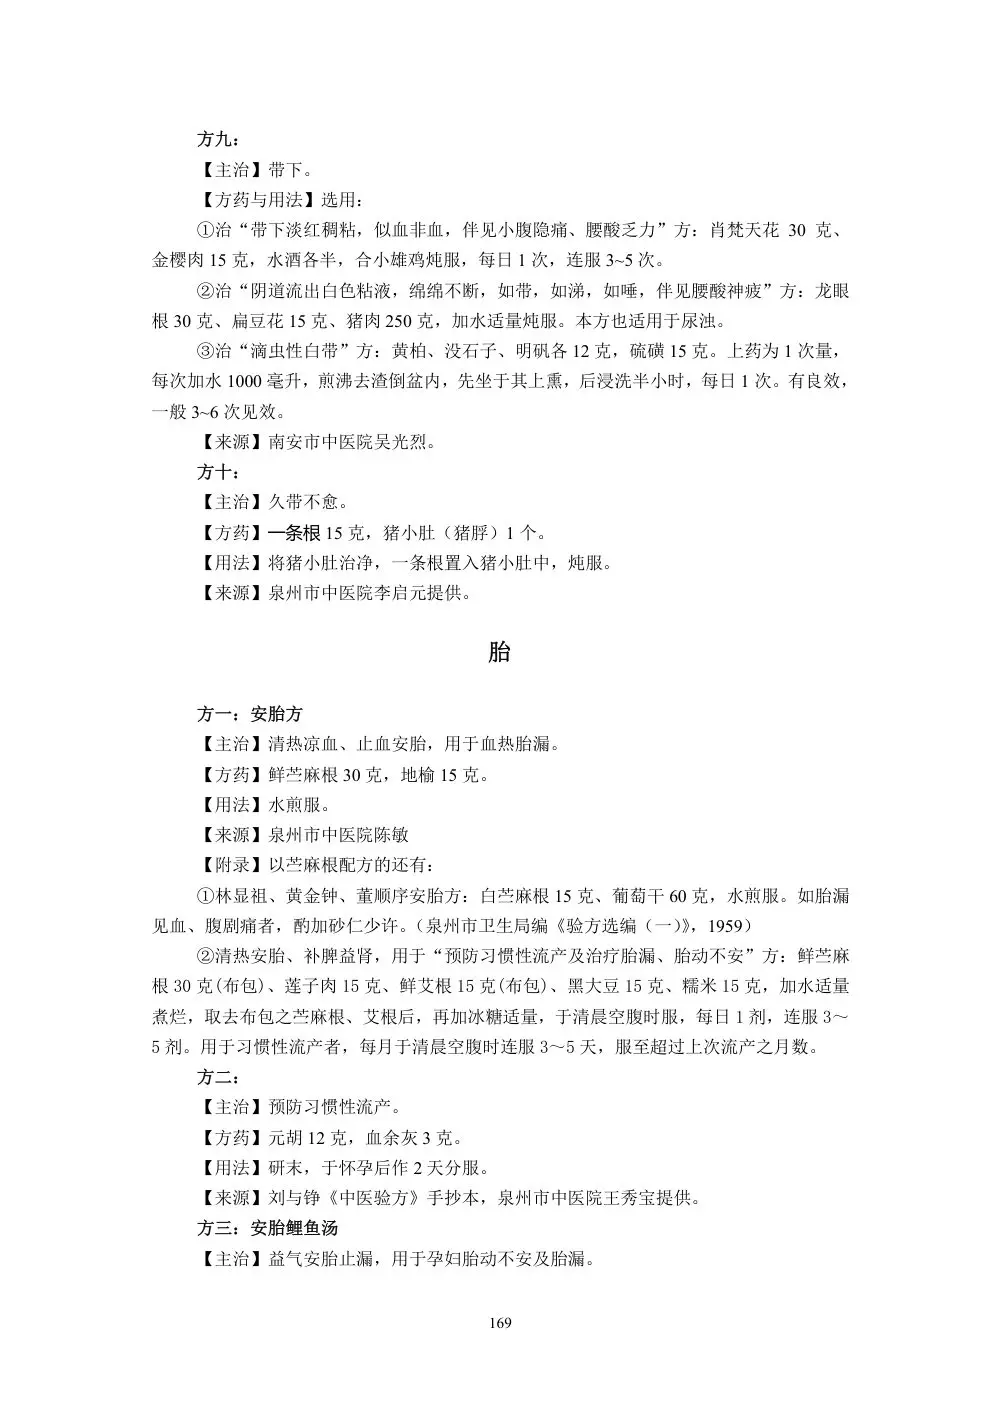 方九：
【主治】带下。
【方药与用法】选用：
①治“带下淡红稠粘，似血非血，伴见小腹隐痛、腰酸乏力”方：肖梵天花 30 克、
金樱肉 15 克，水酒各半，合小雄鸡炖服，每日 1 次，连服 3~5 次。
②治“阴道流出白色粘液，绵绵不断，如带，如涕，如唾，伴见腰酸神疲”方：龙眼
根 30 克、扁豆花 15 克、猪肉 250 克，加水适量炖服。本方也适用于尿浊。
③治“滴虫性白带”方：黄柏、没石子、明矾各 12 克，硫磺 15 克。上药为 1 次量，
每次加水 1000 毫升，煎沸去渣倒盆内，先坐于其上熏，后浸洗半小时，每日 1 次。有良效，
一般 3~6 次见效。
【来源】南安市中医院吴光烈。
方十：
【主治】久带不愈。
【方药】一条根 15 克，猪小肚（猪脬）1 个。
【用法】将猪小肚治净，一条根置入猪小肚中，炖服。
【来源】泉州市中医院李启元提供。
胎
方一：安胎方
【主治】清热凉血、止血安胎，用于血热胎漏。
【方药】鲜苎麻根 30 克，地榆 15 克。
【用法】水煎服。
【来源】泉州市中医院陈敏
【附录】以苎麻根配方的还有：
①林显祖、黄金钟、董顺序安胎方：白苎麻根 15 克、葡萄干 60 克，水煎服。如胎漏
见血、腹剧痛者，酌加砂仁少许。（泉州市卫生局编《验方选编（一）》，1959）
②清热安胎、补脾益肾，用于“预防习惯性流产及治疗胎漏、胎动不安”方：鲜苎麻
根 30 克(布包)、莲子肉 15 克、鲜艾根 15 克(布包)、黑大豆 15 克、糯米 15 克，加水适量
煮烂，取去布包之苎麻根、艾根后，再加冰糖适量，于清晨空腹时服，每日 1 剂，连服 3～
5 剂。用于习惯性流产者，每月于清晨空腹时连服 3～5 天，服至超过上次流产之月数。
方二：
【主治】预防习惯性流产。
【方药】元胡 12 克，血余灰 3 克。
【用法】研末，于怀孕后作 2 天分服。
【来源】刘与铮《中医验方》手抄本，泉州市中医院王秀宝提供。
方三：安胎鲤鱼汤
【主治】益气安胎止漏，用于孕妇胎动不安及胎漏。
169